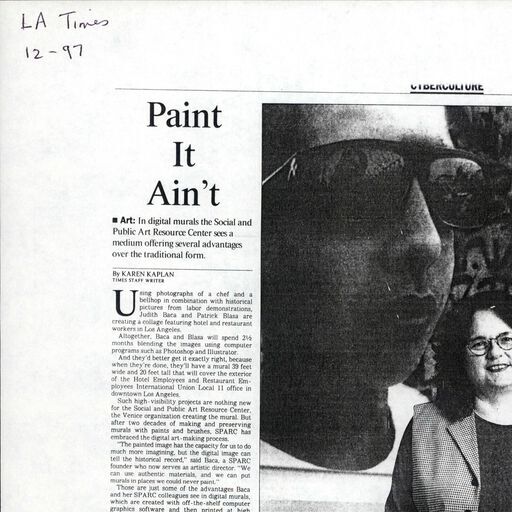 LA Times
12-97
CYBERCULTURE
Paint
It
Ain't
■ Art: In digital murals the Social and
Public Art Resource Center sees a
medium offering several advantages
over the traditional form.
By KAREN KAPLAN
TIMES STAFF WRITER
Using photographs of a chef and a
bellhop in combination with historical
pictures from labor demonstrations,
Judith Baca and Patrick Blasa are
creating a collage featuring hotel and restaurant
workers in Los Angeles.
Altogether, Baca and Blasa will spend 2½
months blending the images using computer
programs such as Photoshop and Illustrator.
And they'd better get it exactly right, because
when they're done, they'll have a mural 39 feet
wide and 20 feet tall that will cover the exterior
of the Hotel Employees and Restaurant Em-
ployees International Union Local 11 office in
downtown Los Angeles.
Such high-visibility projects are nothing new
for the Social and Public Art Resource Center,
the Venice organization creating the mural. But
after two decades of making and preserving
murals with paints and brushes, SPARC has
embraced the digital art-making process.
"The painted image has the capacity for us to do
much more imagining, but the digital image can
tell the historical record," said Baca, a SPARC
founder who now serves as artistic director. "We
can use authentic materials, and we can put
murals in places we could never paint."
Those are just some of the advantages Baca
and her SPARC colleagues see in digital murals,
which are created with off-the-shelf computer
graphics software and then printed at high